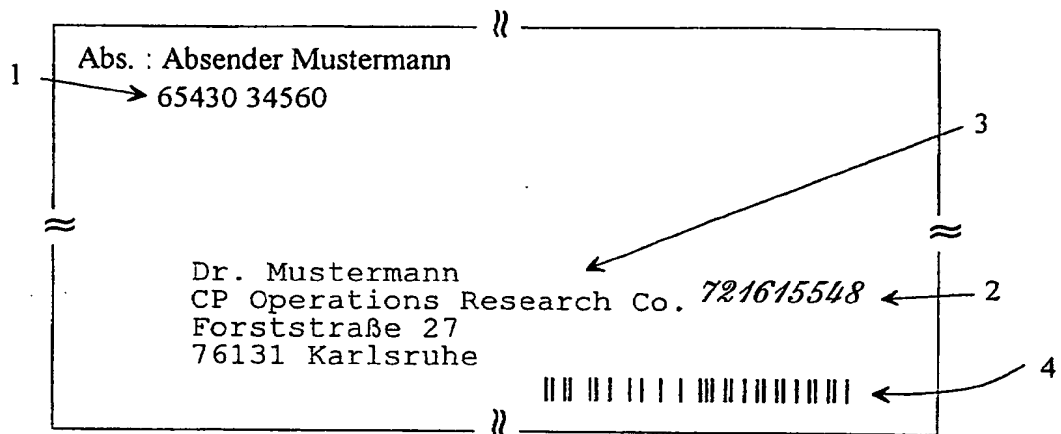 Abs. : Absender Mustermann
1
65430 34560
3
Dr. Mustermann
CP Operations Research Co. 721615548
2
Forststraße 27
76131 Karlsruhe
4